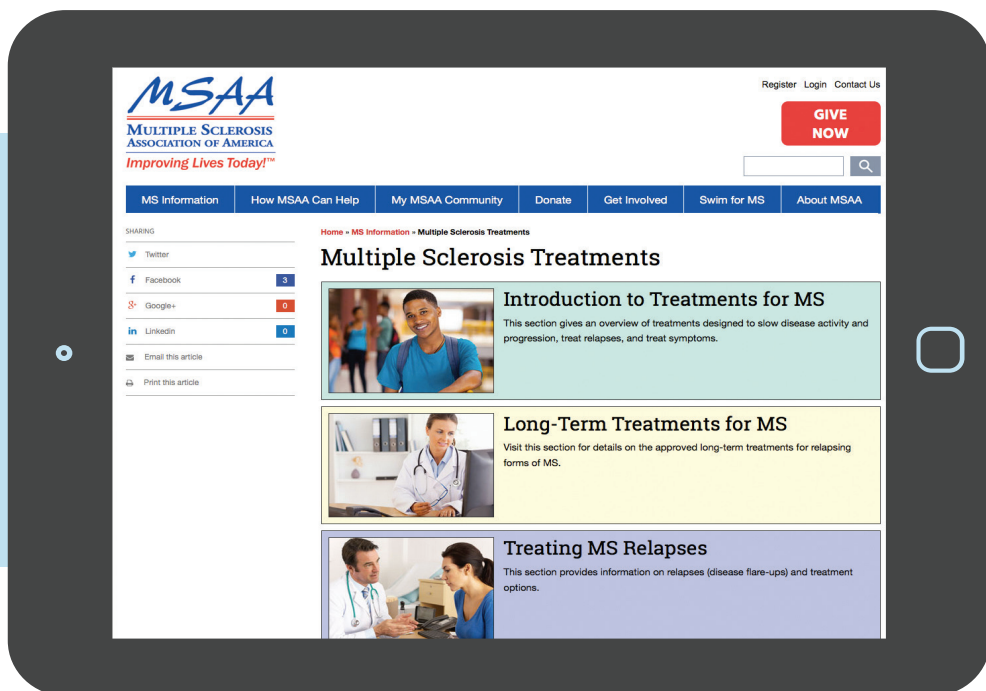 MSAA
MULTIPLE SCLEROSIS
ASSOCIATION OF AMERICA
Improving Lives Today!™
Register Login Contact Us
GIVE
NOW
MS Information How MSAA Can Help My MSAA Community Donate Get Involved Swim for MS About MSAA
SHARING
Twitter
Facebook 3
Google+ 0
Linkedin 0
Email this article
Print this article
Home » MS Information » Multiple Sclerosis Treatments
Multiple Sclerosis Treatments
Introduction to Treatments for MS
This section gives an overview of treatments designed to slow disease activity and
progression, treat relapses, and treat symptoms.
Long-Term Treatments for MS
Visit this section for details on the approved long-term treatments for relapsing
forms of MS.
Treating MS Relapses
This section provides information on relapses (disease flare-ups) and treatment
options.